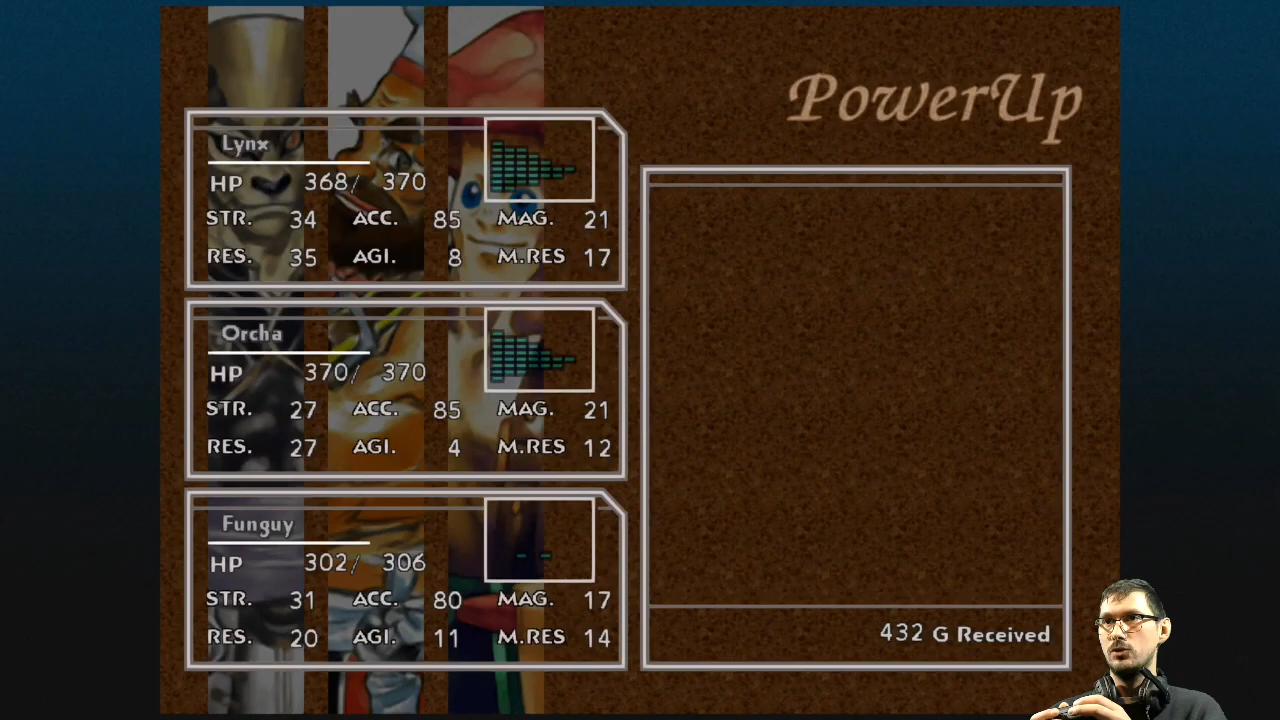 PowerUp
Lynx
HP 368/ 370
STR. 34 ACC. 85 MAG. 21
RES. 35 AGI. 8 M.RES 17
Orcha
HP 370/ 370
STR. 27 ACC. 85 MAG. 21
RES. 27 AGI. 4 M.RES 12
Funguy
HP 302/ 306
STR. 31 ACC. 80 MAG. 17
RES. 20 AGI. 11 M.RES 14
432 G Received